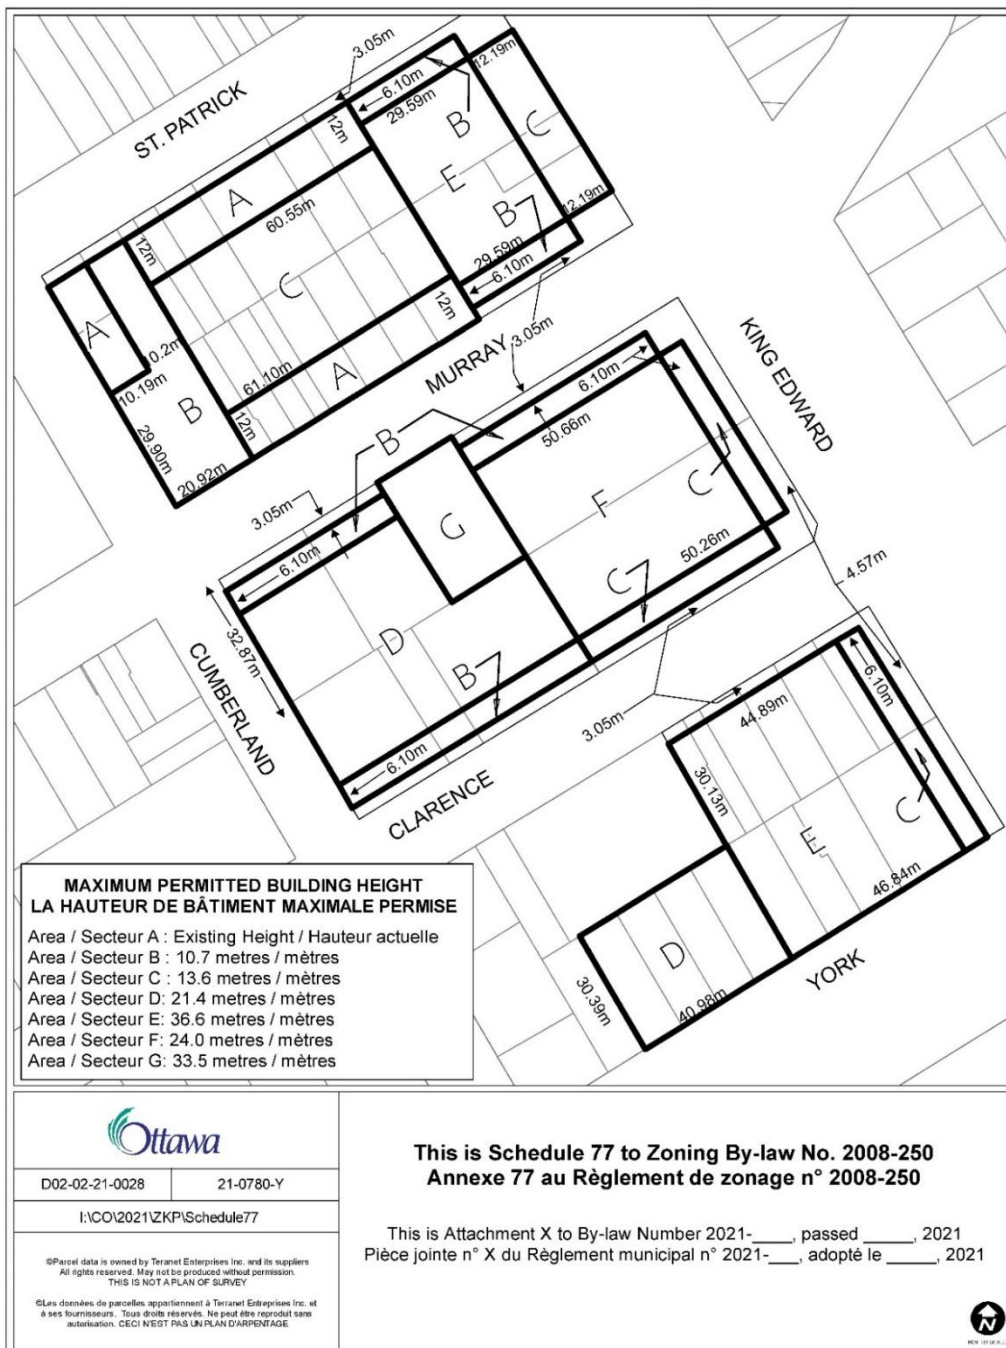 3.05m
12.19m
6.10m
29.59m
12m
ST. PATRICK
B
C
A
E
60.55m
12m
B
12.19m
29.59m
C
6.10m
12m
A
3.05m
KING EDWARD
MURRAY
10.19m
61.10m
A
6.10m
B
12m
B
50.66m
29.90m
20.92m
C
3.05m
F
G
50.26m
6.10m
C
4.57m
32.87m
D
CUMBERLAND
B
6.10m
44.89m
3.05m
6.10m
30.13m
CLARENCE
C
E
46.84m
D
YORK
30.39m
40.98m
MAXIMUM PERMITTED BUILDING HEIGHT
LA HAUTEUR DE BÂTIMENT MAXIMALE PERMISE
Area / Secteur A : Existing Height / Hauteur actuelle
Area / Secteur B : 10.7 metres / mètres
Area / Secteur C : 13.6 metres / mètres
Area / Secteur D: 21.4 metres / mètres
Area / Secteur E: 36.6 metres / mètres
Area / Secteur F: 24.0 metres / mètres
Area / Secteur G: 33.5 metres / mètres
Ottawa
D02-02-21-0028 21-0780-Y
I:\CO\2021\ZKP\Schedule77
©Parcel data is owned by Teranet Enterprises Inc. and its suppliers
All rights reserved. May not be produced without permission.
THIS IS NOT A PLAN OF SURVEY
©Les données de parcelles appartiennent à Terranet Entreprises Inc. et
à ses fournisseurs. Tous droits réservés. Ne peut être reproduit sans
autorisation. CECI N'EST PAS UN PLAN D'ARPENTAGE
This is Schedule 77 to Zoning By-law No. 2008-250
Annexe 77 au Règlement de zonage n° 2008-250
This is Attachment X to By-law Number 2021-____, passed ______, 2021
Pièce jointe n° X du Règlement municipal n° 2021-____, adopté le ______, 2021
N